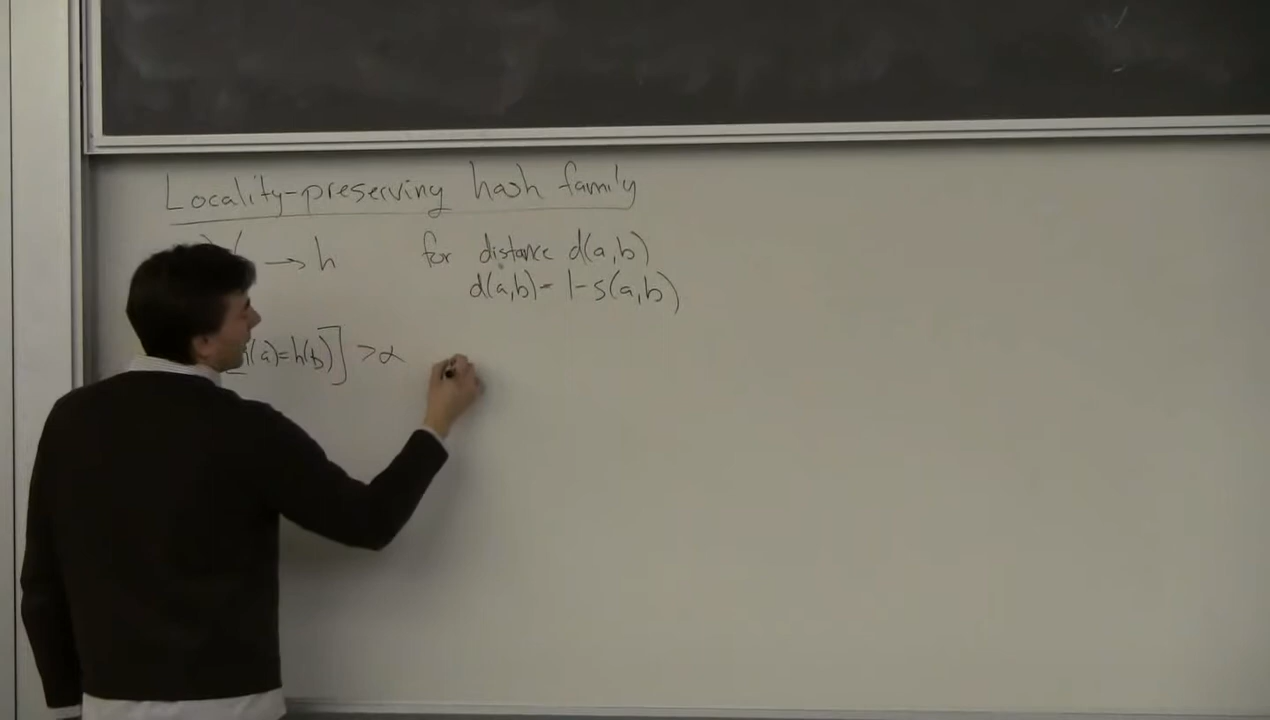 Locality-preserving hash family
→ h for distance d(a,b)
d(a,b) = 1-s(a,b)
h(a)=h(b)] > α